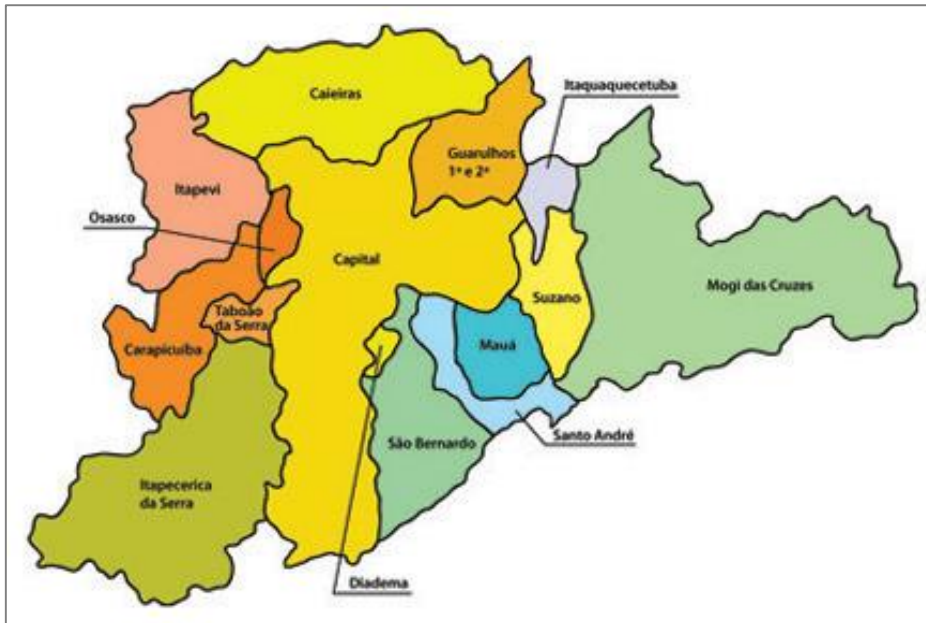 Caieiras
Itaquaquecetuba
Guarulhos
1ª e 2ª
Itapevi
Osasco
Capital
Mogi das Cruzes
Suzano
Taboão
da Serra
Mauá
Carapicuíba
São Bernardo
Santo André
Itapecerica
da Serra
Diadema